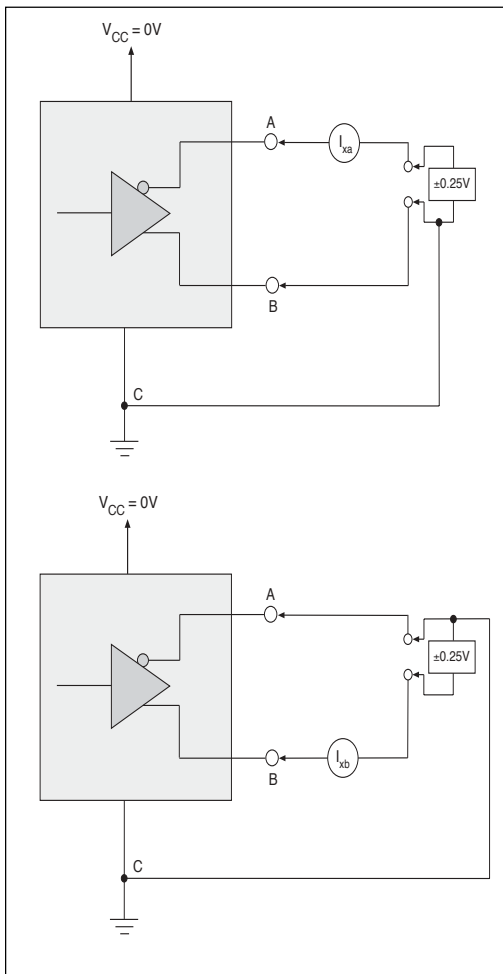 V_CC = 0V
A
I_xa
±0.25V
B
C
V_CC = 0V
A
±0.25V
B
I_xb
C